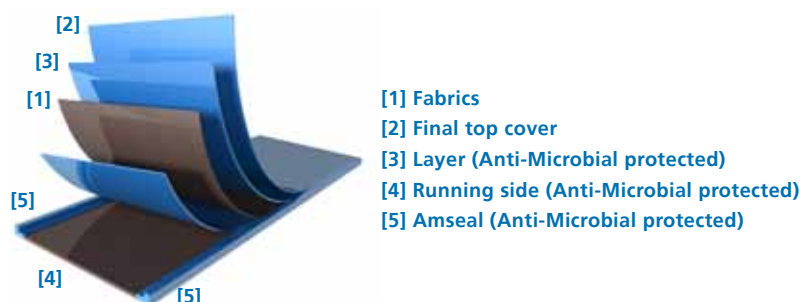 [2]
[3]
[1]
[5]
[4]
[5]
[1] Fabrics
[2] Final top cover
[3] Layer (Anti-Microbial protected)
[4] Running side (Anti-Microbial protected)
[5] Amseal (Anti-Microbial protected)